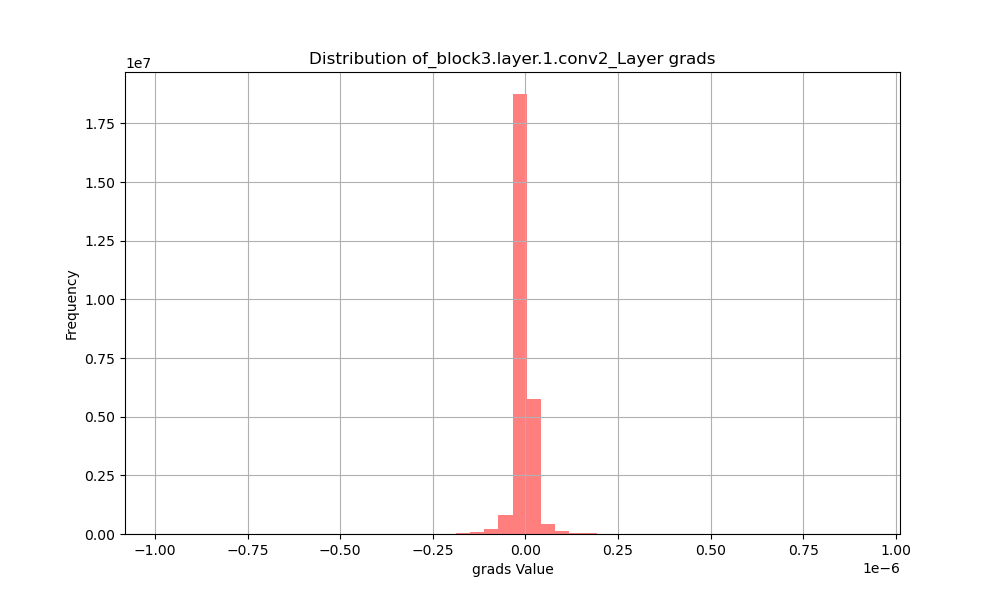 Distribution of_block3.layer.1.conv2_Layer grads
1e7
1.75
1.50
1.25
1.00
0.75
0.50
0.25
0.00
Frequency
−1.00 −0.75 −0.50 −0.25 0.00 0.25 0.50 0.75 1.00
1e−6
grads Value